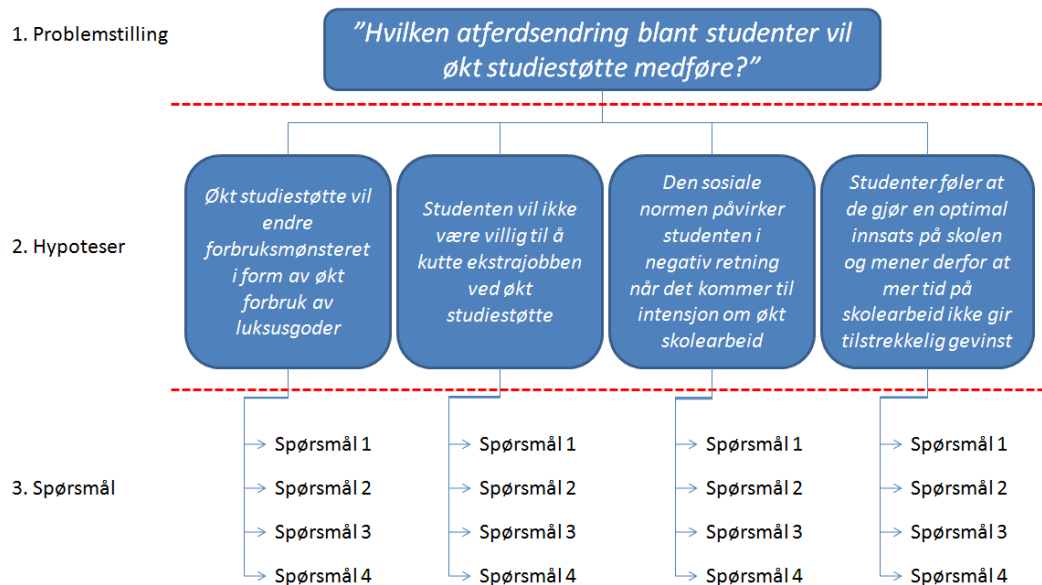 1. Problemstilling
”Hvilken atferdsendring blant studenter vil
økt studiestøtte medføre?”
2. Hypoteser
Økt studiestøtte vil
endre
forbruksmønsteret
i form av økt
forbruk av
luksusgoder
Studenten vil ikke
være villig til å
kutte ekstrajobben
ved økt
studiestøtte
Den sosiale
normen påvirker
studenten i
negativ retning
når det kommer til
intensjon om økt
skolearbeid
Studenter føler at
de gjør en optimal
innsats på skolen
og mener derfor at
mer tid på
skolearbeid ikke gir
tilstrekkelig gevinst
3. Spørsmål
Spørsmål 1
Spørsmål 2
Spørsmål 3
Spørsmål 4
Spørsmål 1
Spørsmål 2
Spørsmål 3
Spørsmål 4
Spørsmål 1
Spørsmål 2
Spørsmål 3
Spørsmål 4
Spørsmål 1
Spørsmål 2
Spørsmål 3
Spørsmål 4